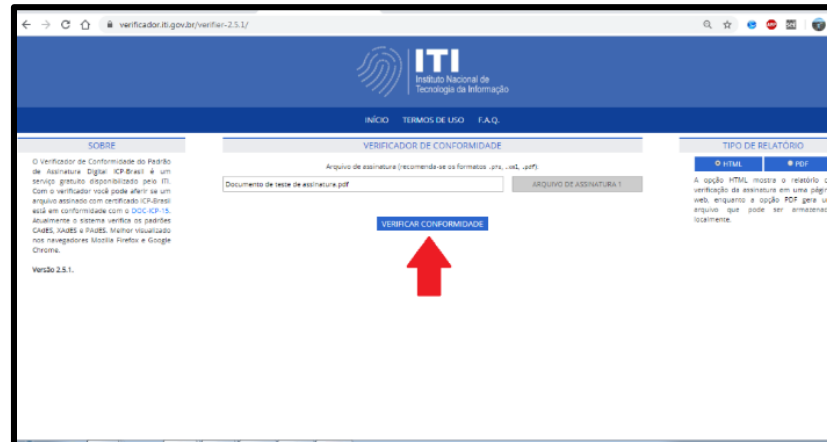 verificador.iti.gov.br/verifier-2.5.1/
ITI
Instituto Nacional de
Tecnologia da Informação
INÍCIO TERMOS DE USO F.A.Q.
SOBRE
O Verificador de Conformidade do Padrão
de Assinatura Digital ICP-Brasil é um
serviço gratuito disponibilizado pelo ITI.
Com o verificador você pode aferir se um
arquivo assinado com certificado ICP-Brasil
está em conformidade com o DOC-ICP-15.
Atualmente o sistema verifica os padrões
CAdES, XAdES e PAdES. Melhor visualizado
nos navegadores Mozilla Firefox e Google
Chrome.
Versão 2.5.1.
VERIFICADOR DE CONFORMIDADE
Arquivo de assinatura (recomenda-se os formatos .p7s, .xml, .pdf).
Documento de teste de assinatura.pdf
ARQUIVO DE ASSINATURA 1
VERIFICAR CONFORMIDADE
TIPO DE RELATÓRIO
HTML PDF
A opção HTML mostra o relatório
verificação da assinatura em uma
web, enquanto a opção PDF gera
arquivo que pode ser
localmente.